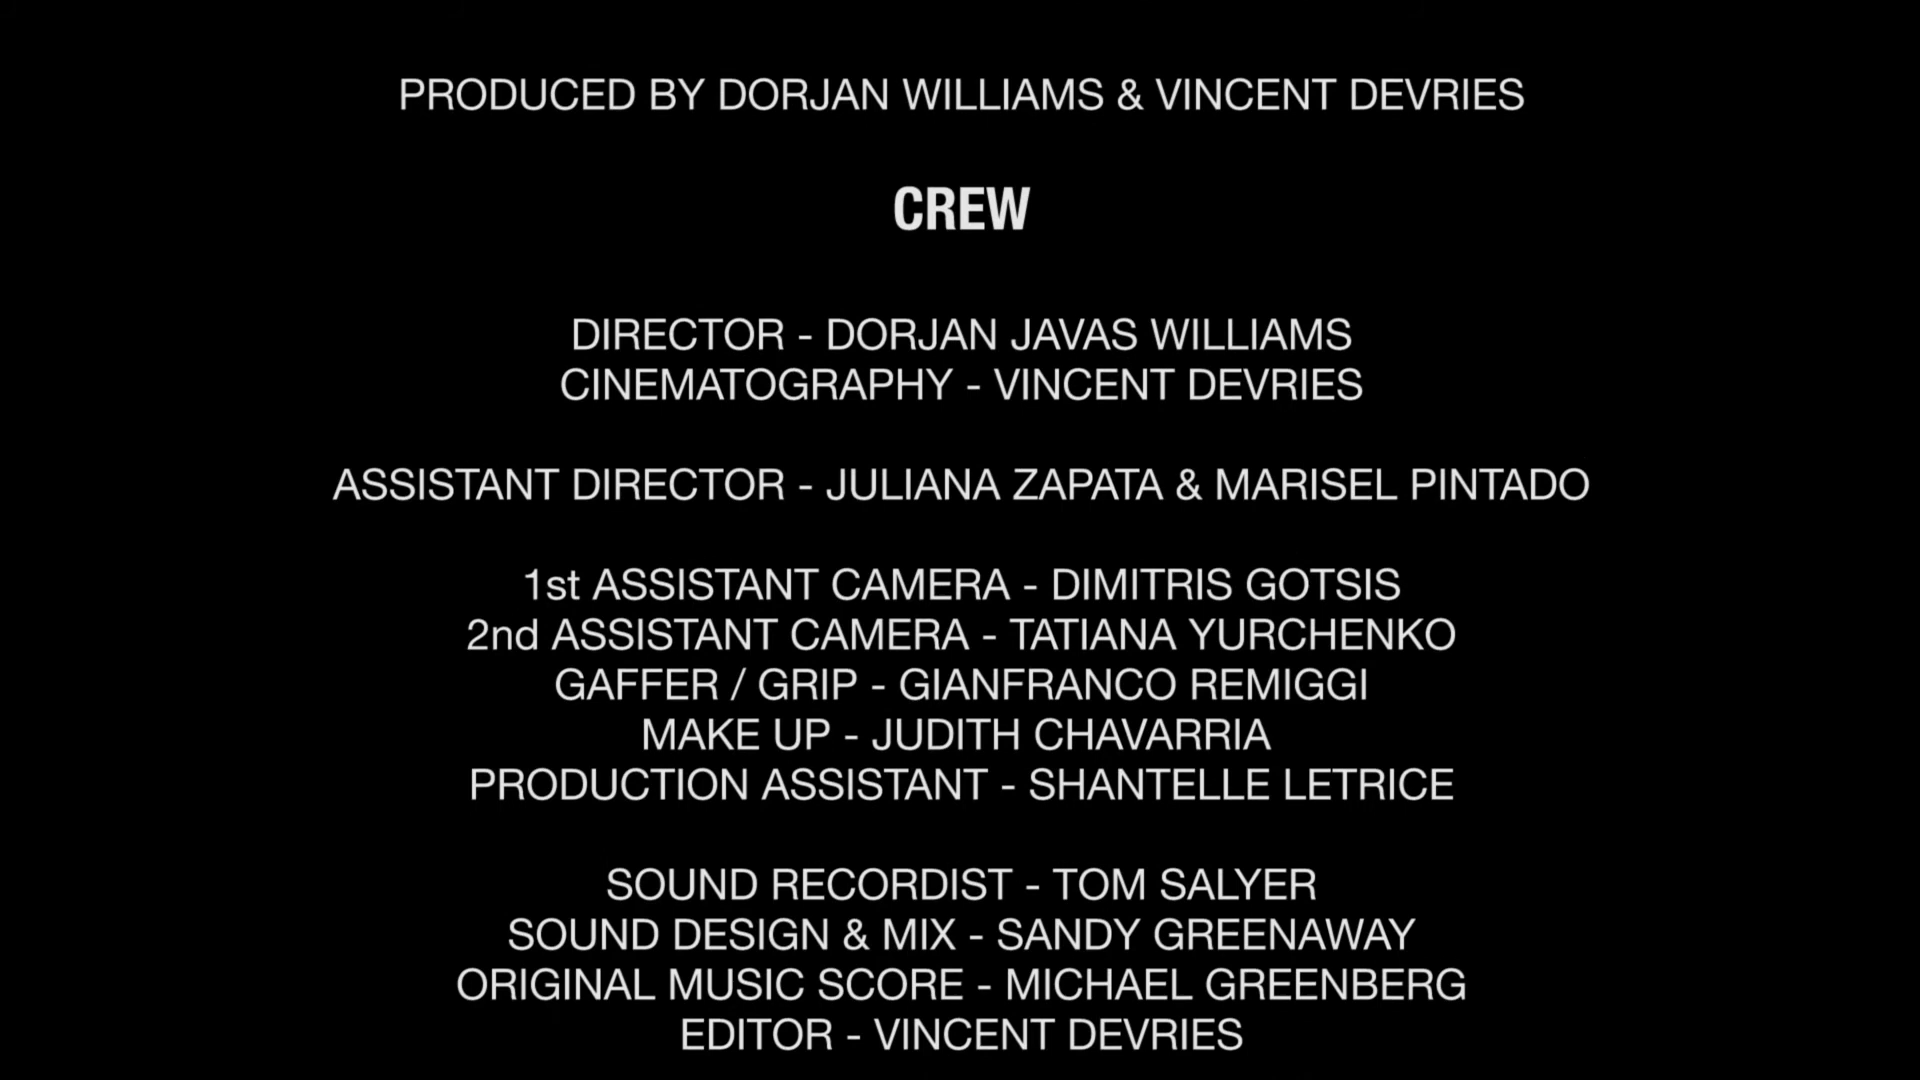 PRODUCED BY DORJAN WILLIAMS & VINCENT DEVRIES
CREW
DIRECTOR - DORJAN JAVAS WILLIAMS
CINEMATOGRAPHY - VINCENT DEVRIES
ASSISTANT DIRECTOR - JULIANA ZAPATA & MARISEL PINTADO
1st ASSISTANT CAMERA - DIMITRIS GOTSIS
2nd ASSISTANT CAMERA - TATIANA YURCHENKO
GAFFER / GRIP - GIANFRANCO REMIGGI
MAKE UP - JUDITH CHAVARRIA
PRODUCTION ASSISTANT - SHANTELLE LETRICE
SOUND RECORDIST - TOM SALYER
SOUND DESIGN & MIX - SANDY GREENAWAY
ORIGINAL MUSIC SCORE - MICHAEL GREENBERG
EDITOR - VINCENT DEVRIES